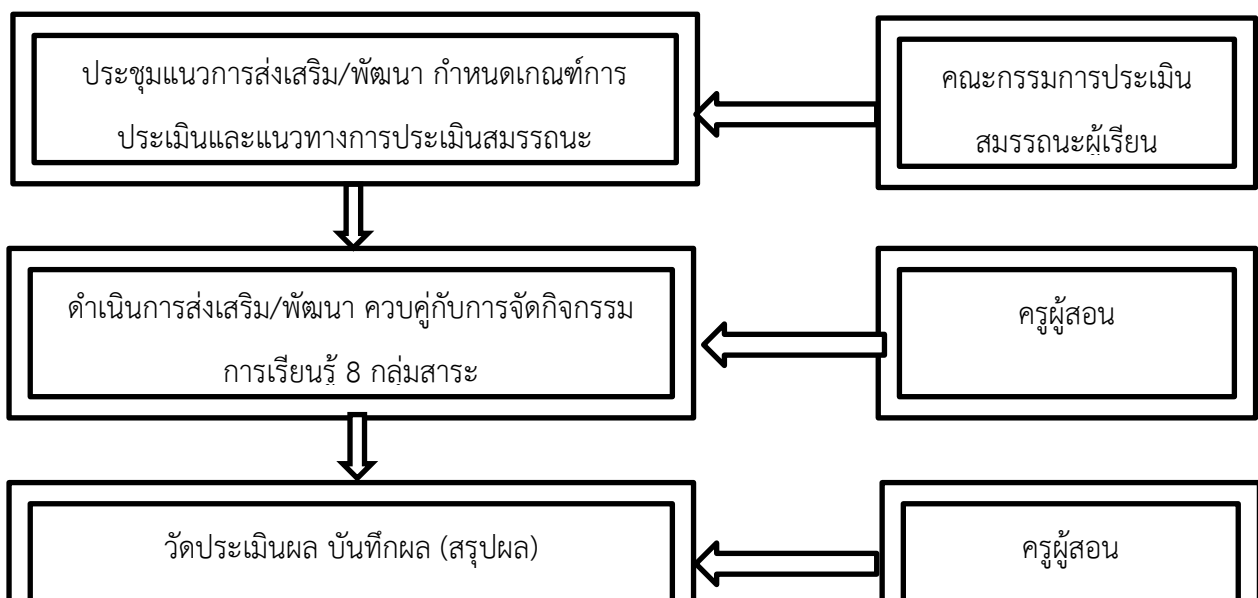 ประชุมแนวการส่งเสริม/พัฒนา กำหนดเกณฑ์การ
ประเมินและแนวทางการประเมินสมรรถนะ
คณะกรรมการประเมิน
สมรรถนะผู้เรียน
ดำเนินการส่งเสริม/พัฒนา ควบคู่กับการจัดกิจกรรม
การเรียนรู้ 8 กลุ่มสาระ
ครูผู้สอน
วัดประเมินผล บันทึกผล (สรุปผล)
ครูผู้สอน